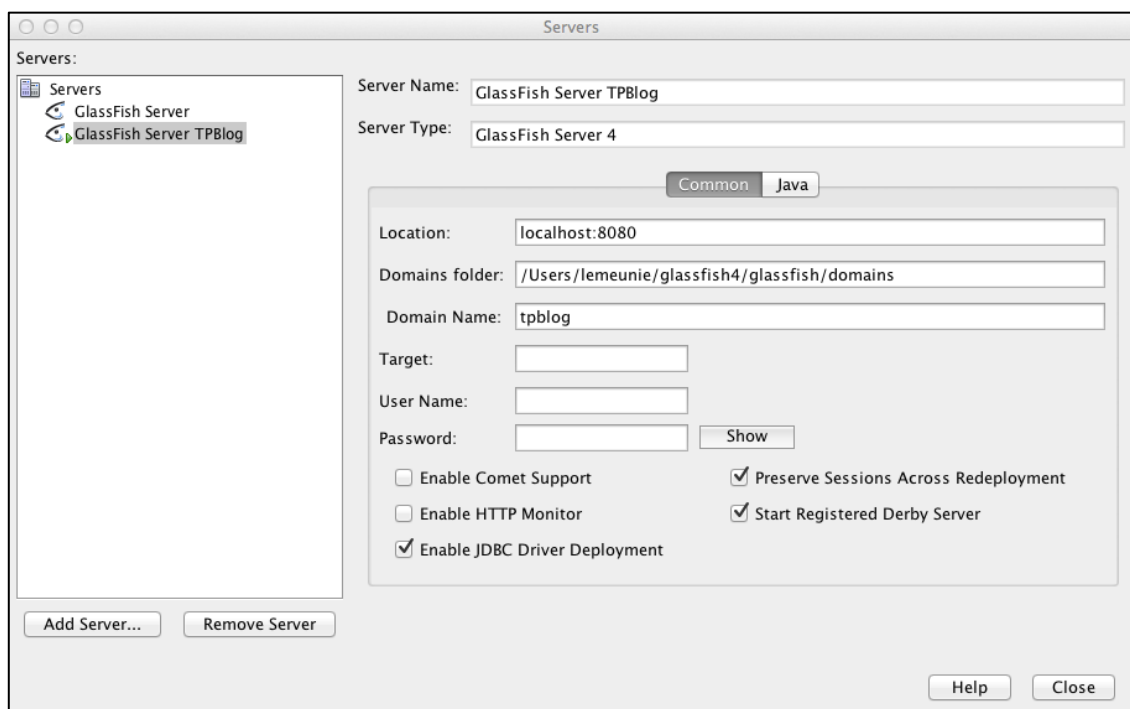 Servers
Servers:
Servers
GlassFish Server
GlassFish Server TPBlog
Server Name: GlassFish Server TPBlog
Server Type: GlassFish Server 4
Common Java
Location: localhost:8080
Domains folder: /Users/lemeunie/glassfish4/glassfish/domains
Domain Name: tpblog
Target:
User Name:
Password: Show
Enable Comet Support Preserve Sessions Across Redeployment
Enable HTTP Monitor Start Registered Derby Server
Enable JDBC Driver Deployment
Add Server... Remove Server
Help Close